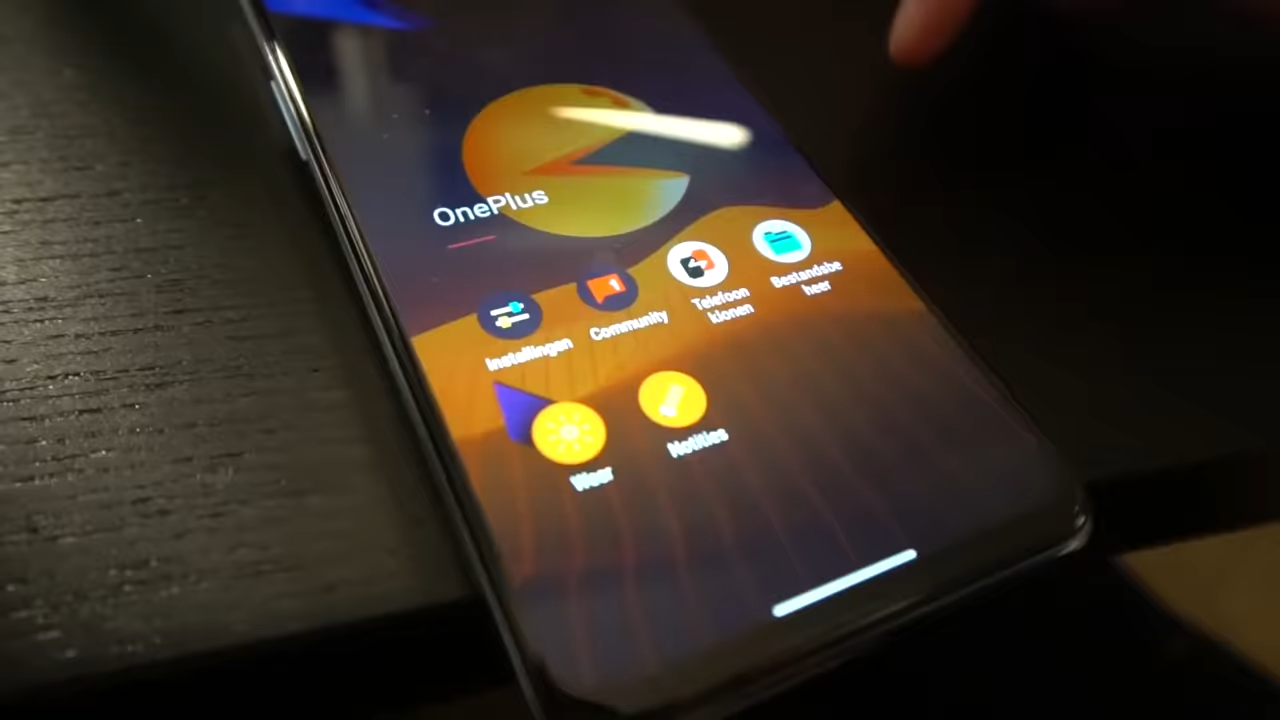 OnePlus
Instellingen
Community
Telefoon
klonen
Bestandsbe
heer
Weer
Notities